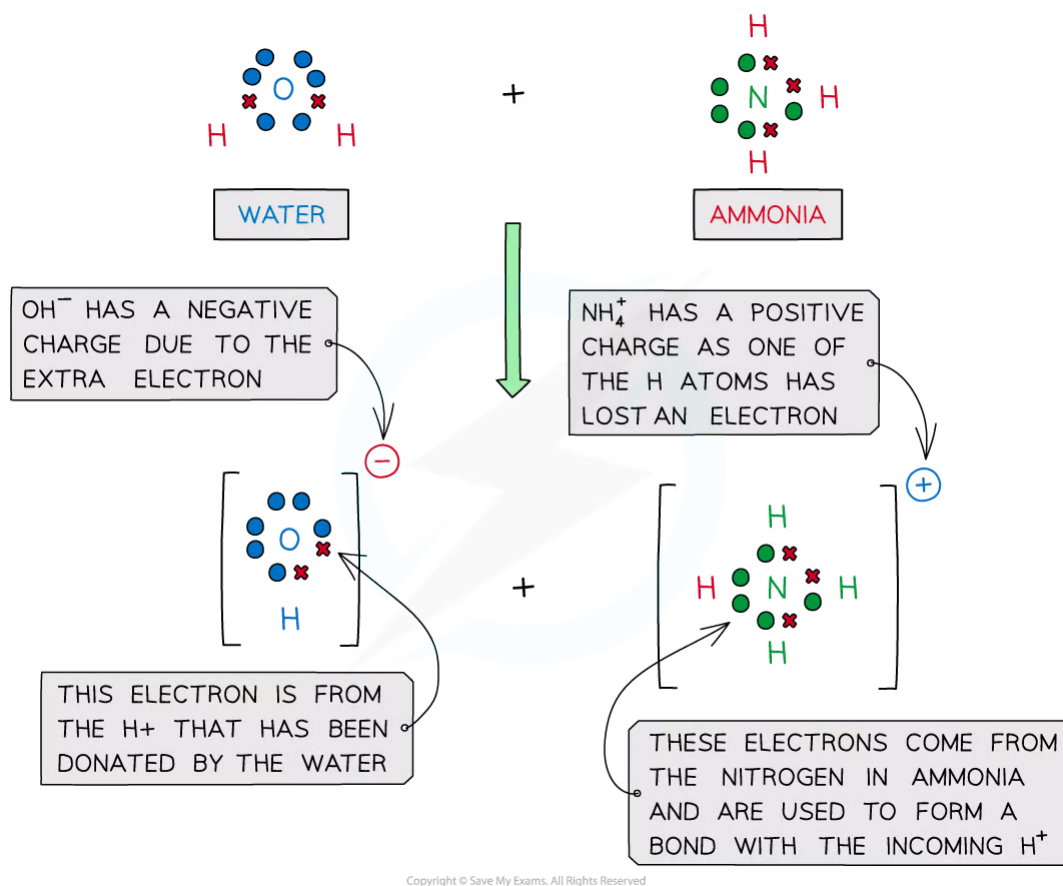 H
O
H
H
+
N
H
H
WATER
AMMONIA
OH⁻ HAS A NEGATIVE
CHARGE DUE TO THE
EXTRA ELECTRON
NH₄⁺ HAS A POSITIVE
CHARGE AS ONE OF
THE H ATOMS HAS
LOST AN ELECTRON
−
+
O
H
+
H
H
N
H
H
THIS ELECTRON IS FROM
THE H+ THAT HAS BEEN
DONATED BY THE WATER
THESE ELECTRONS COME FROM
THE NITROGEN IN AMMONIA
AND ARE USED TO FORM A
BOND WITH THE INCOMING H⁺
Copyright © Save My Exams. All Rights Reserved